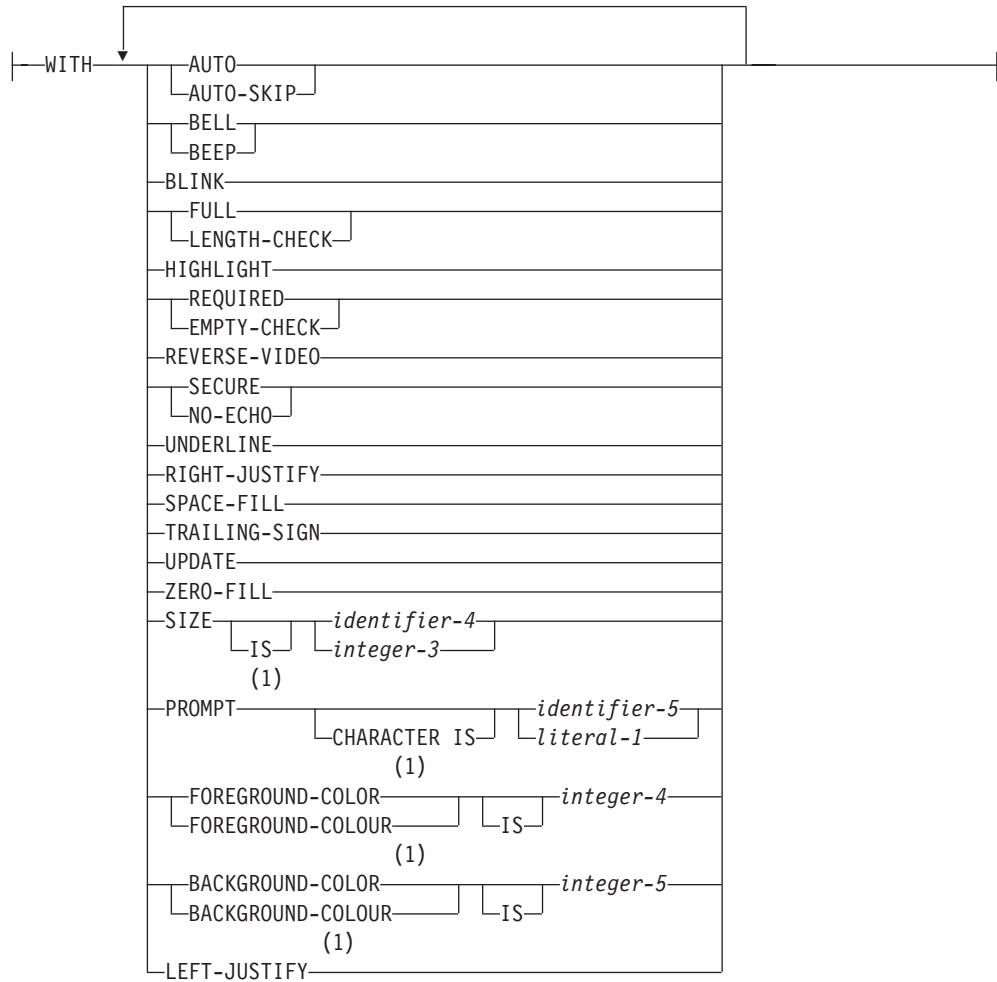 WITH AUTO
AUTO-SKIP
BELL
BEEP
BLINK
FULL
LENGTH-CHECK
HIGHLIGHT
REQUIRED
EMPTY-CHECK
REVERSE-VIDEO
SECURE
NO-ECHO
UNDERLINE
RIGHT-JUSTIFY
SPACE-FILL
TRAILING-SIGN
UPDATE
ZERO-FILL
SIZE identifier-4
IS integer-3
(1)
PROMPT identifier-5
CHARACTER IS literal-1
(1)
FOREGROUND-COLOR integer-4
FOREGROUND-COLOUR IS
(1)
BACKGROUND-COLOR integer-5
BACKGROUND-COLOUR IS
(1)
LEFT-JUSTIFY